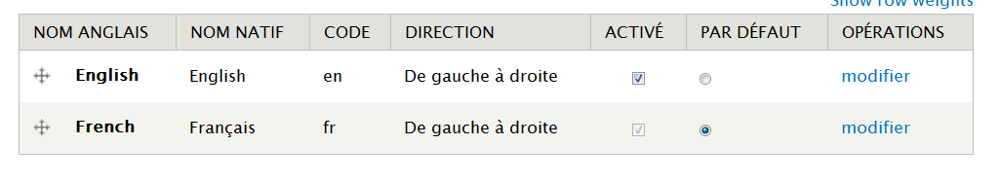 Show row weights
NOM ANGLAIS NOM NATIF CODE DIRECTION ACTIVÉ PAR DÉFAUT OPÉRATIONS
English English en De gauche à droite modifier
French Français fr De gauche à droite modifier